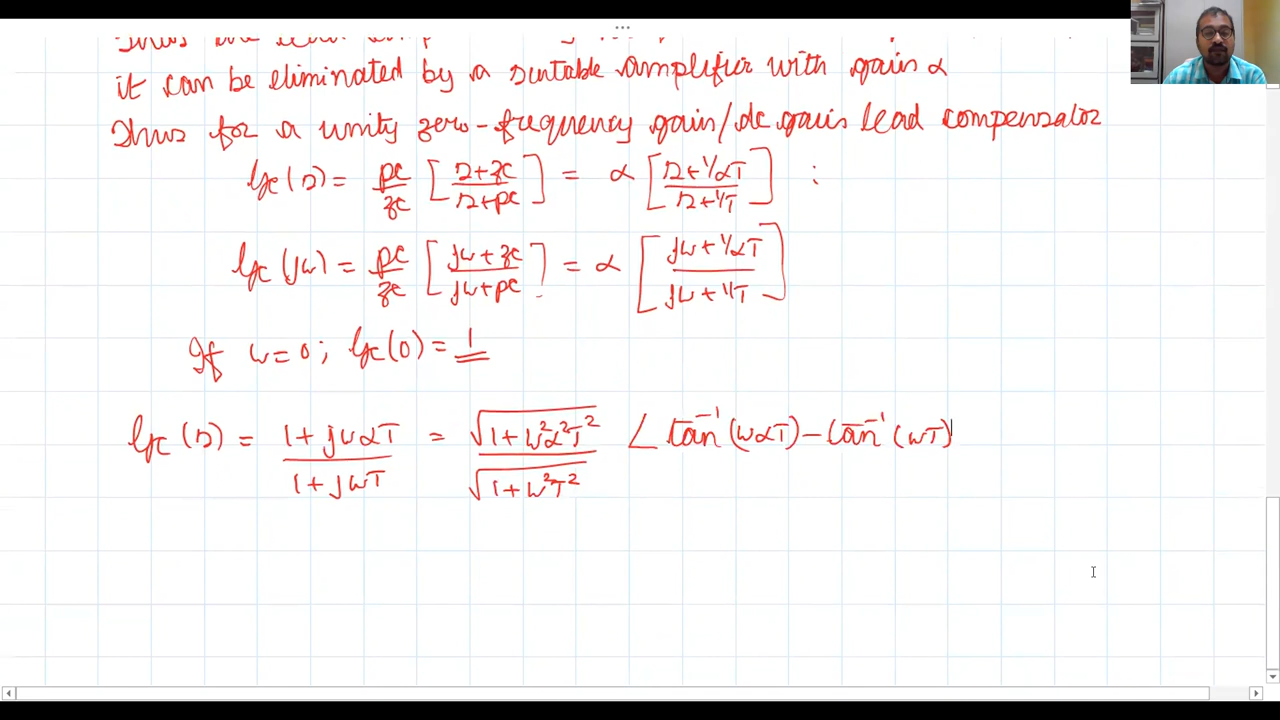 it can be eliminated by a suitable amplifier with gain α
Thus for a unity zero-frequency gain/dc gain lead compensator
Gc(s) = pc/zc [ s+zc / s+pc ] = α [ s+1/αT / s+1/T ] ;
Gc(jω) = pc/zc [ jω+zc / jω+pc ] = α [ jω+1/αT / jω+1/T ]
If ω=0; Gc(0) = 1
Gc(s) = 1+jωαT / 1+jωT = √1+ω²α²T² / √1+ω²T² ∠ tan⁻¹(ωαT) – tan⁻¹(ωT)